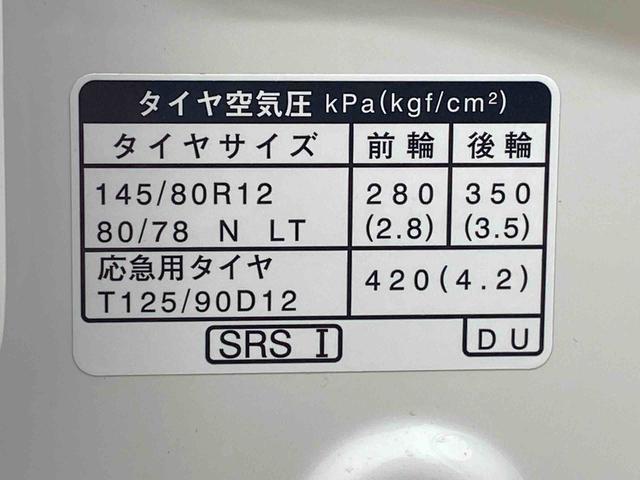 タイヤ空気圧 kPa(kgf/cm²)
タイヤサイズ 前輪 後輪
145/80R12 280 350
80/78 N LT (2.8) (3.5)
応急用タイヤ
T125/90D12 420(4.2)
SRS I DU